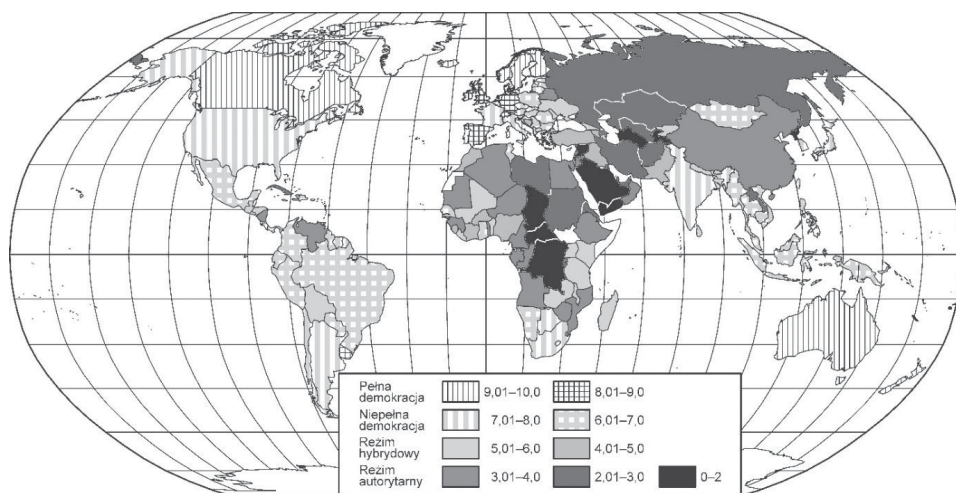 Pełna
demokracja
9,01–10,0
8,01–9,0
Niepełna
demokracja
7,01–8,0
6,01–7,0
Reżim
hybrydowy
5,01–6,0
4,01–5,0
Reżim
autorytarny
3,01–4,0
2,01–3,0
0–2